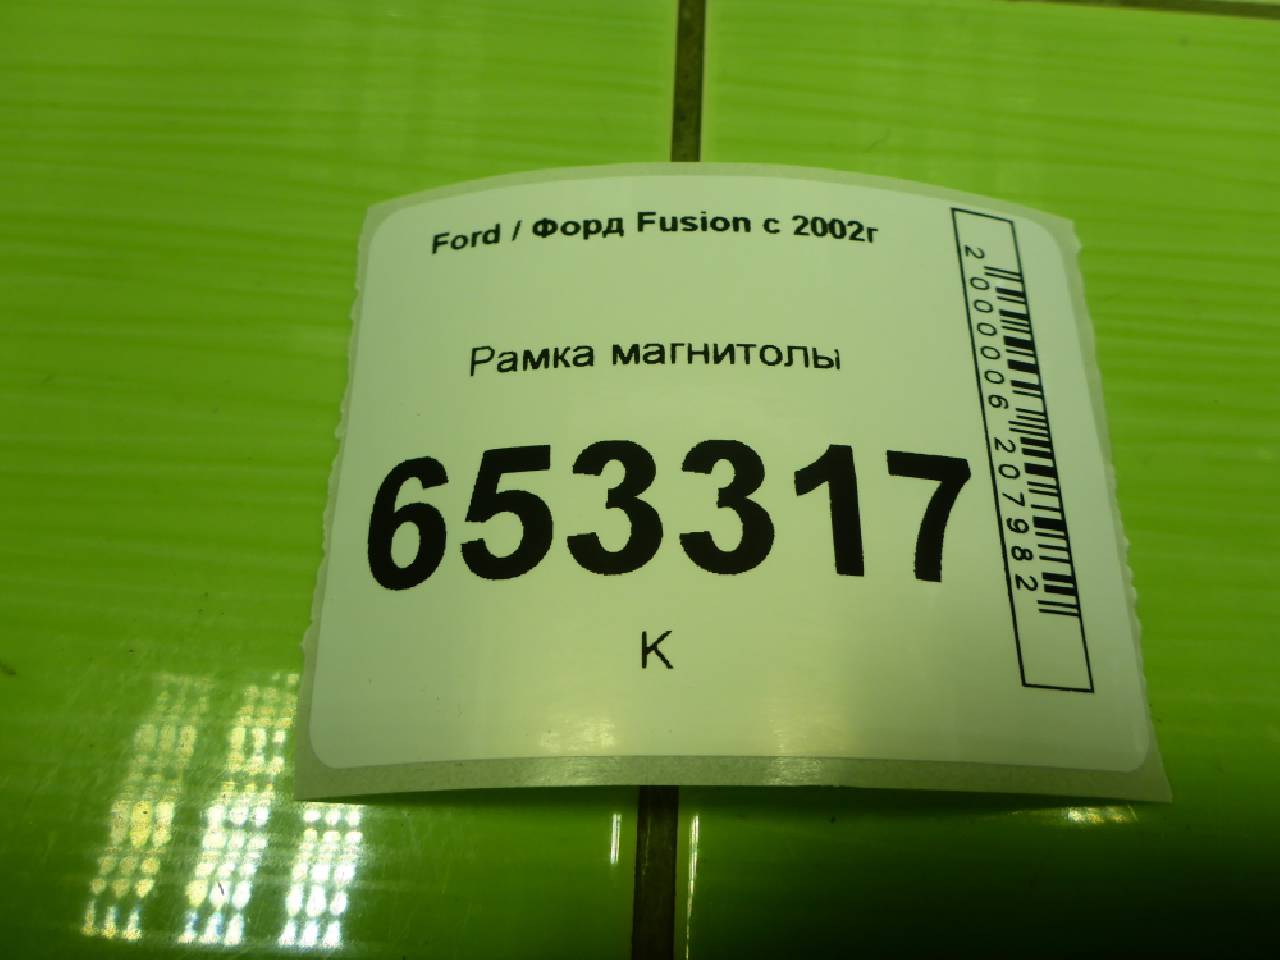 Ford / Форд Fusion с 2002г
Рамка магнитолы
653317
К
2000006207982